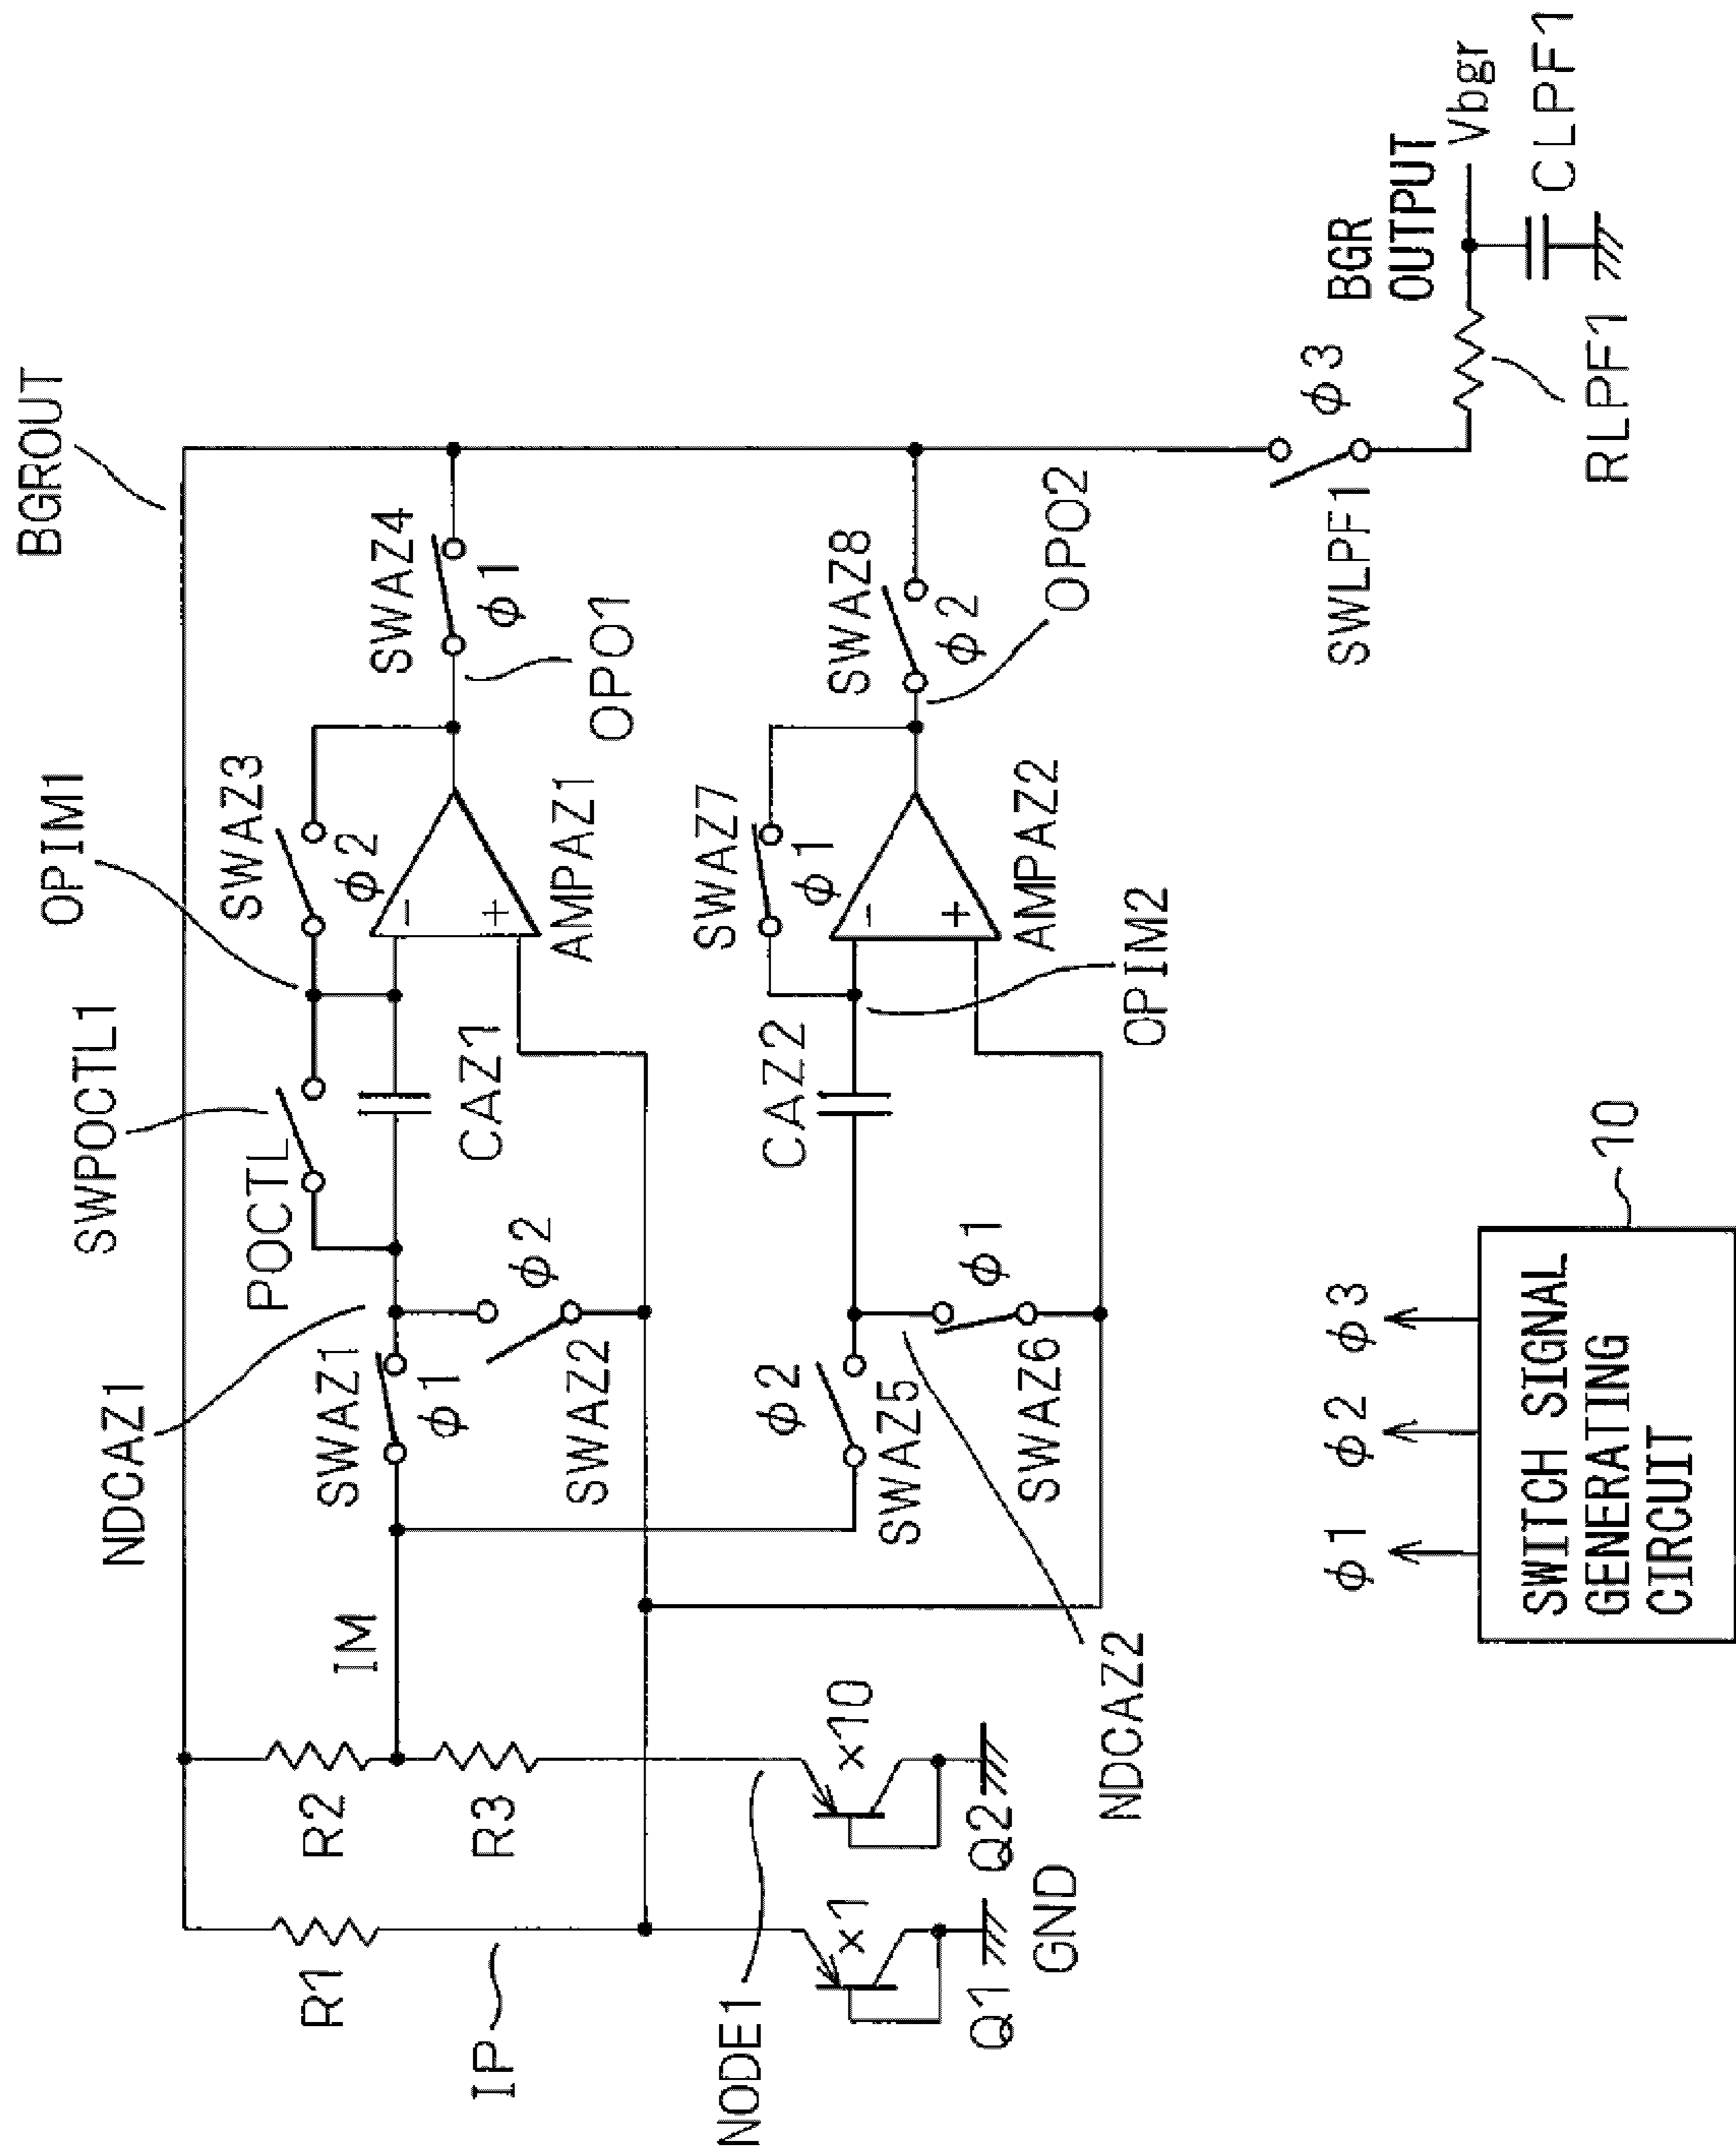 BGROUT
OPIM1
SWPOCTL1
NDCAZ1
SWAZ3
φ2
SWAZ4
φ1
OPO1
POCTL
CAZ1
AMPAZ1
-
+
SWAZ1
φ1
φ2
SWAZ2
IM
R1
R2
R3
IP
NODE1
×1
×10
Q1
Q2
GND
SWAZ7
φ1
SWAZ8
φ2
OPO2
CAZ2
AMPAZ2
-
+
OPIM2
φ2
SWAZ5
φ1
SWAZ6
NDCAZ2
SWLPF1
φ3
BGR
OUTPUT
Vbgr
RLPF1
CLPF1
φ1
φ2
φ3
10
SWITCH SIGNAL
GENERATING
CIRCUIT